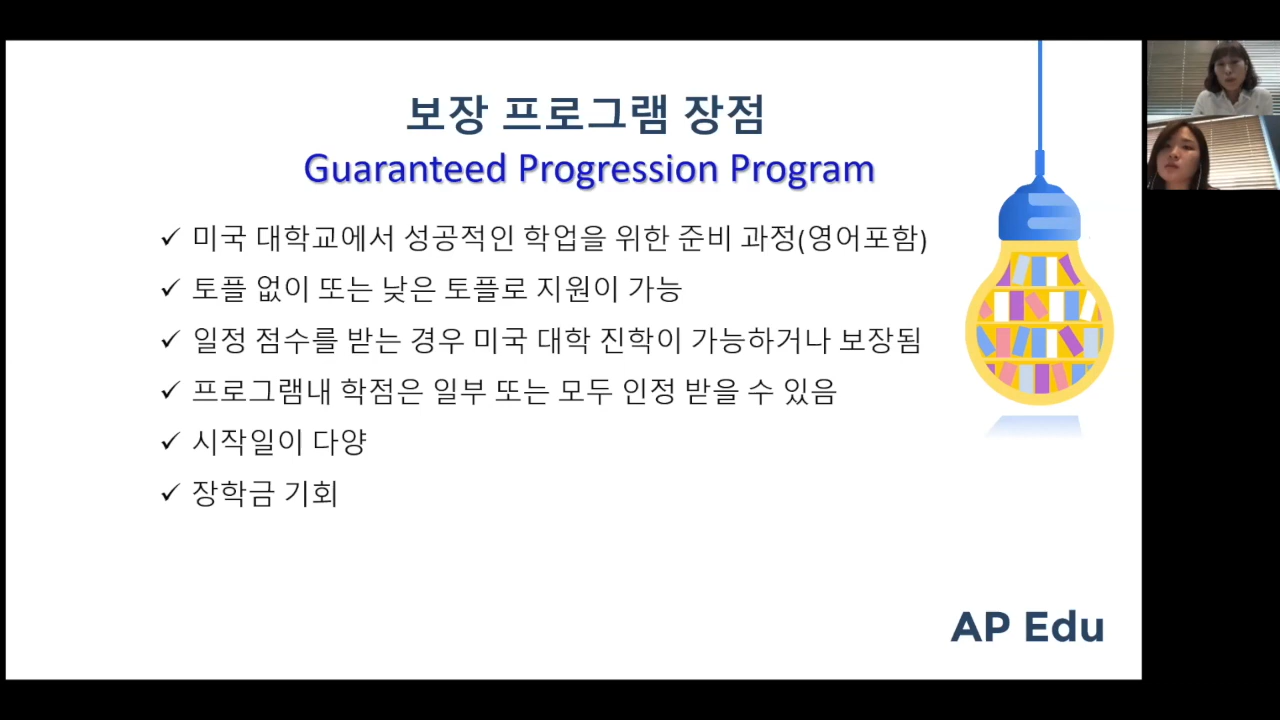 보장 프로그램 장점
Guaranteed Progression Program
✓ 미국 대학교에서 성공적인 학업을 위한 준비 과정(영어포함)
✓ 토플 없이 또는 낮은 토플로 지원이 가능
✓ 일정 점수를 받는 경우 미국 대학 진학이 가능하거나 보장됨
✓ 프로그램내 학점은 일부 또는 모두 인정 받을 수 있음
✓ 시작일이 다양
✓ 장학금 기회
AP Edu